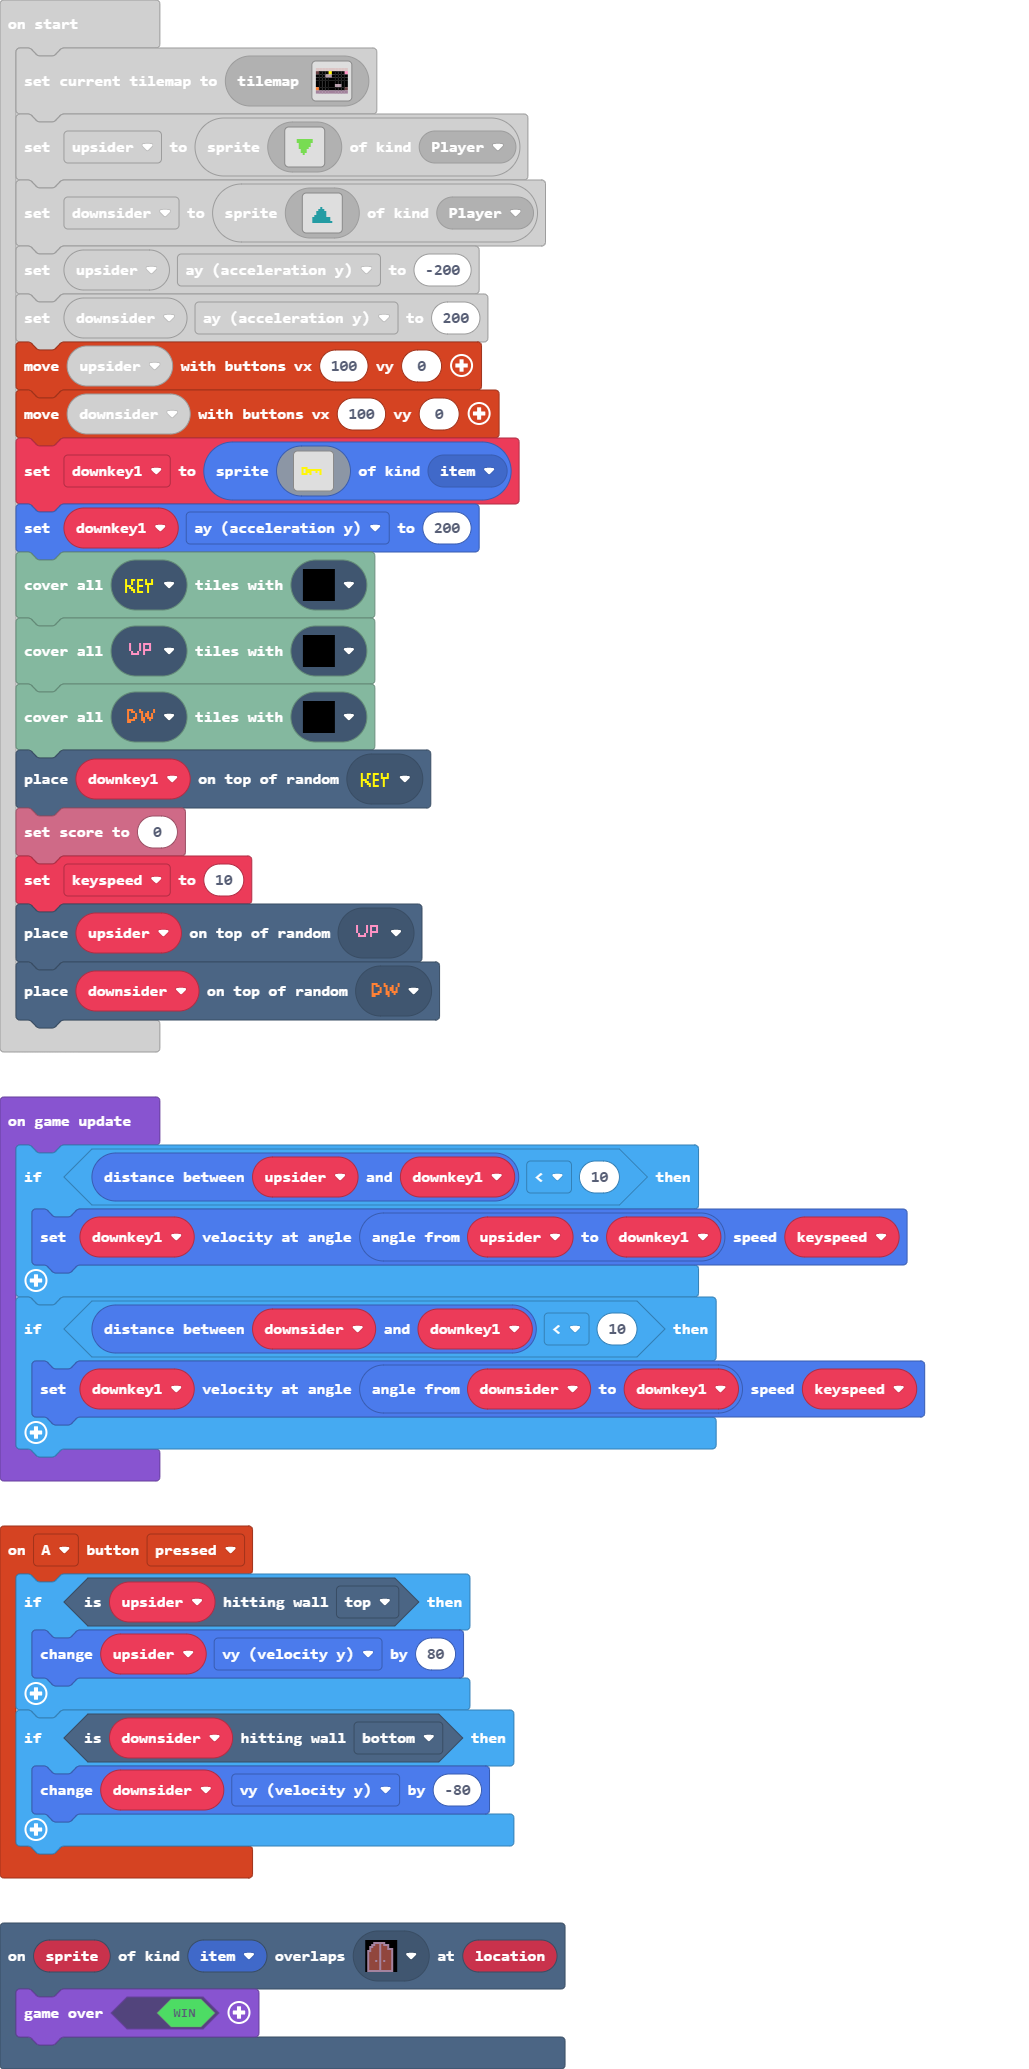 on start
set current tilemap to tilemap
set upsider to sprite of kind Player
set downsider to sprite of kind Player
set upsider ay (acceleration y) to -200
set downsider ay (acceleration y) to 200
move upsider with buttons vx 100 vy 0
move downsider with buttons vx 100 vy 0
set downkey1 to sprite of kind item
set downkey1 ay (acceleration y) to 200
cover all KEY tiles with
cover all UP tiles with
cover all DW tiles with
place downkey1 on top of random KEY
set score to 0
set keyspeed to 10
place upsider on top of random UP
place downsider on top of random DW
on game update
if distance between upsider and downkey1 < 10 then
set downkey1 velocity at angle angle from upsider to downkey1 speed keyspeed
if distance between downsider and downkey1 < 10 then
set downkey1 velocity at angle angle from downsider to downkey1 speed keyspeed
on A button pressed
if is upsider hitting wall top then
change upsider vy (velocity y) by 80
if is downsider hitting wall bottom then
change downsider vy (velocity y) by -80
on sprite of kind item overlaps at location
game over WIN